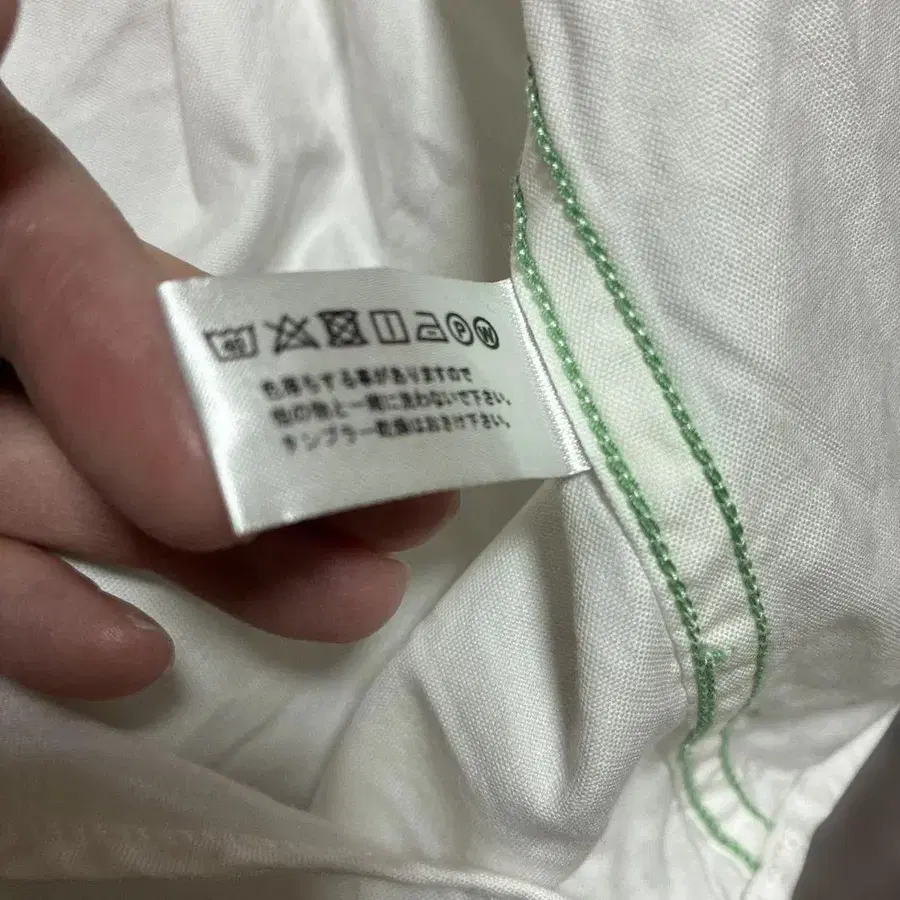 40 P W
色落ちする事がありますので
他の物と一緒に洗わないで下さい。
タンブラー乾燥はおさけ下さい。